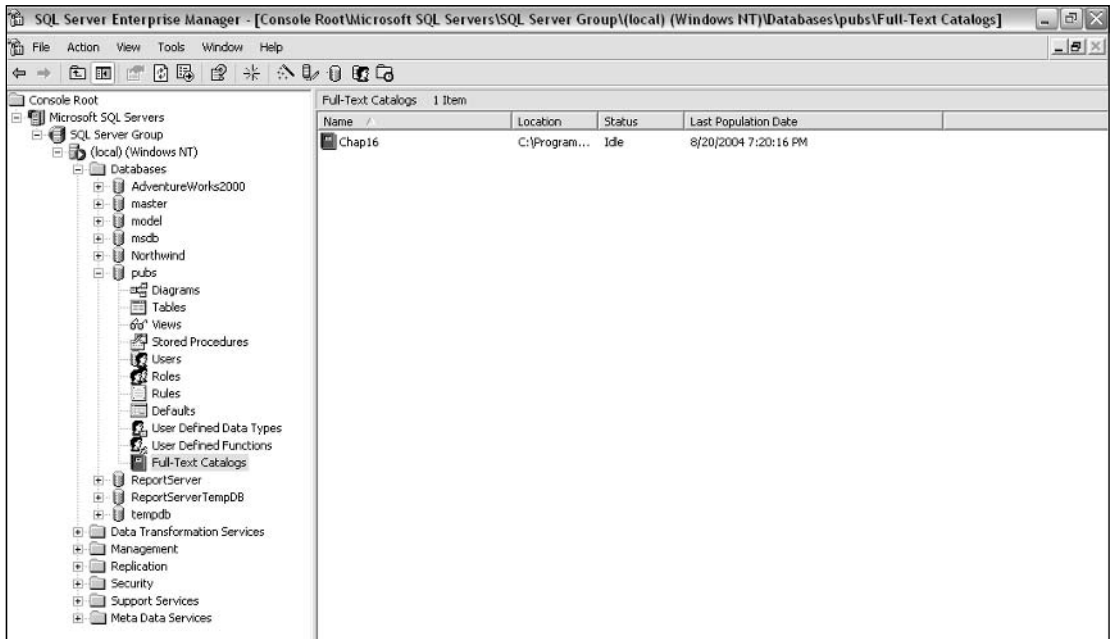 SQL Server Enterprise Manager - [Console Root\Microsoft SQL Servers\SQL Server Group\(local) (Windows NT)\Databases\pubs\Full-Text Catalogs]
File Action View Tools Window Help
Console Root
Microsoft SQL Servers
SQL Server Group
(local) (Windows NT)
Databases
AdventureWorks2000
master
model
msdb
Northwind
pubs
Diagrams
Tables
Views
Stored Procedures
Users
Roles
Rules
Defaults
User Defined Data Types
User Defined Functions
Full-Text Catalogs
ReportServer
ReportServerTempDB
tempdb
Data Transformation Services
Management
Replication
Security
Support Services
Meta Data Services
Full-Text Catalogs 1 Item
Name Location Status Last Population Date
Chap16 C:\Program... Idle 8/20/2004 7:20:16 PM